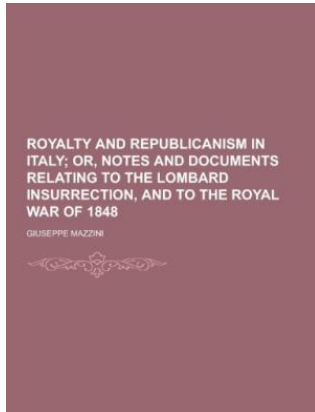 ROYALTY AND REPUBLICANISM IN
ITALY; OR, NOTES AND DOCUMENTS
RELATING TO THE LOMBARD
INSURRECTION, AND TO THE ROYAL
WAR OF 1848
GIUSEPPE MAZZINI